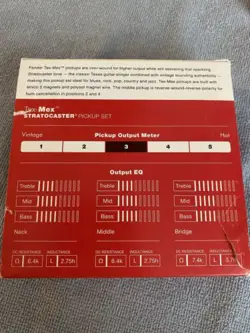 Fender Tex-Mex™ pickups are over-wound for higher output while still delivering that sparkling
Stratocaster tone — the classic Texas guitar-slinger combined with vintage recording authenticity —
making this pickup set ideal for blues, rock, pop, country and jazz. Tex-Mex pickups are built with
alnico 5 magnets and polysol magnet wire. The middle pickup is reverse-wound-reverse-polarity for
hum cancellation in positions 2 and 4.
Tex-Mex™
STRATOCASTER® PICKUP SET
Vintage Pickup Output Meter Hot
1 2 3 4 5
Output EQ
Treble Treble Treble
Mid Mid Mid
Bass Bass Bass
Neck Middle Bridge
DC RESISTANCE INDUCTANCE DC RESISTANCE INDUCTANCE DC RESISTANCE INDUCTANCE
Ω 6.4k L 2.75h Ω 6.4k L 2.75h Ω 7.4k L